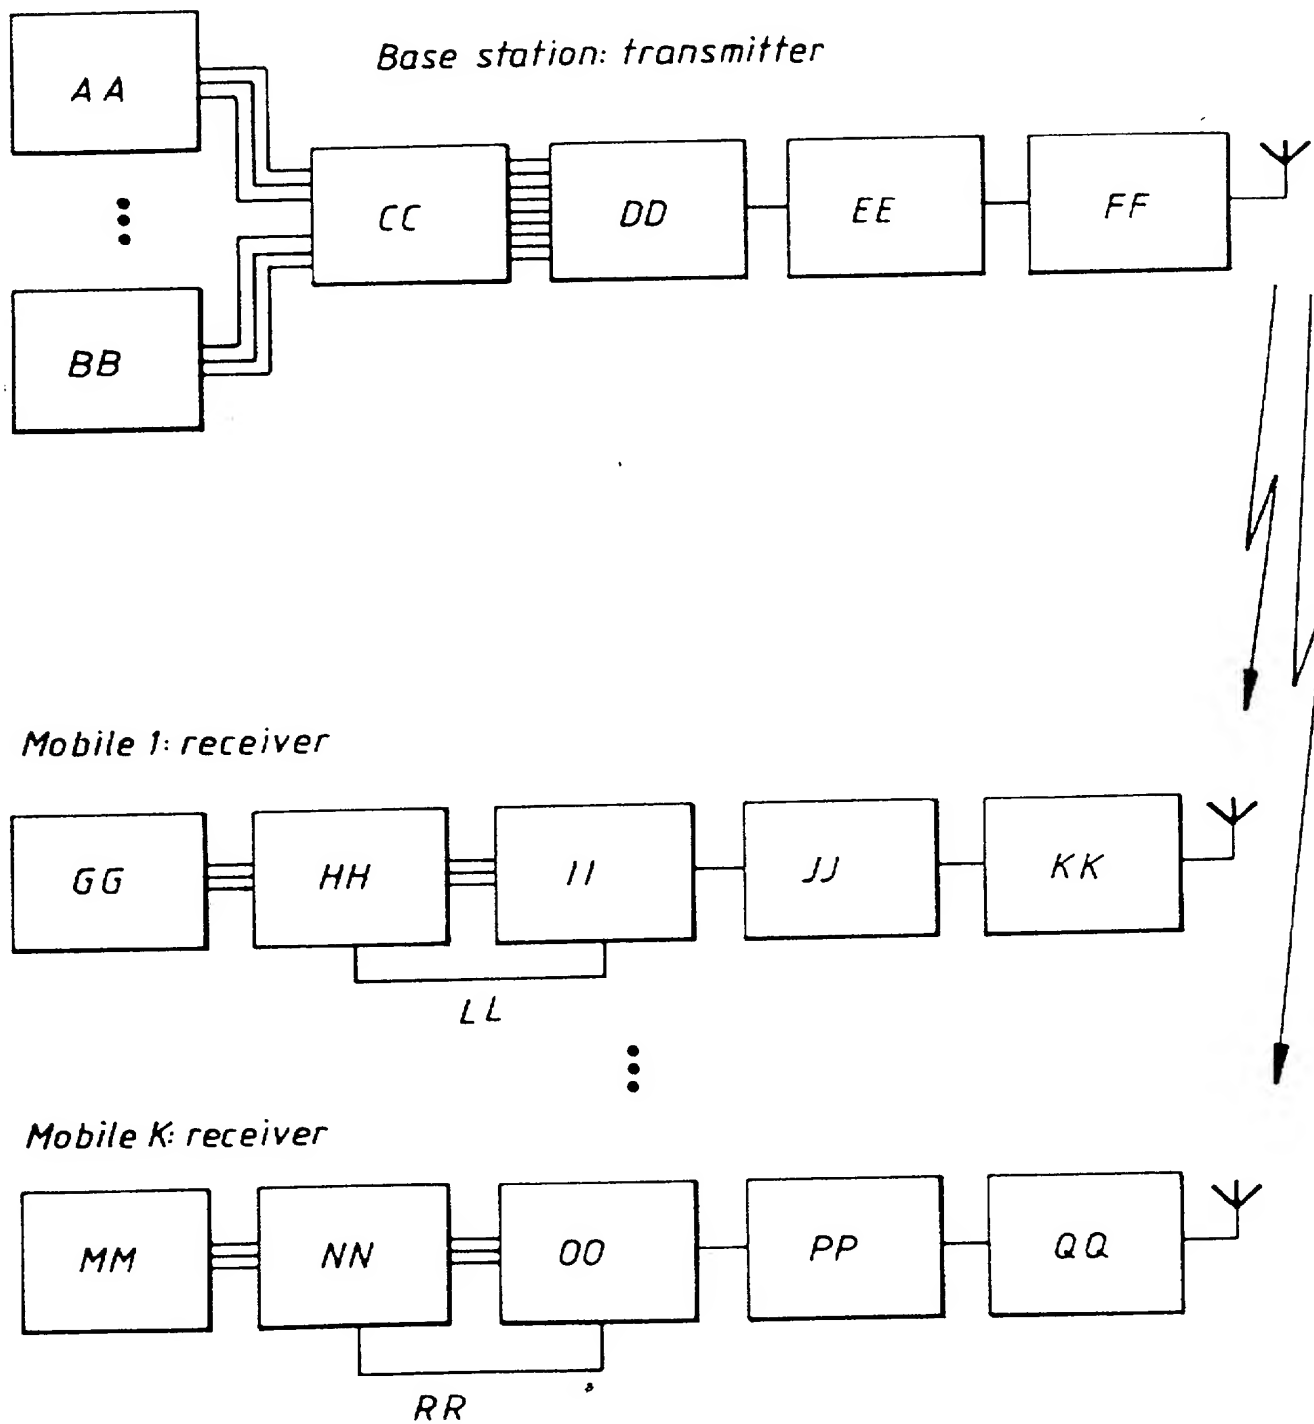 Base station: transmitter
AA
CC
DD
EE
FF
BB
Mobile 1: receiver
GG
HH
II
JJ
KK
LL
Mobile K: receiver
MM
NN
OO
PP
QQ
RR